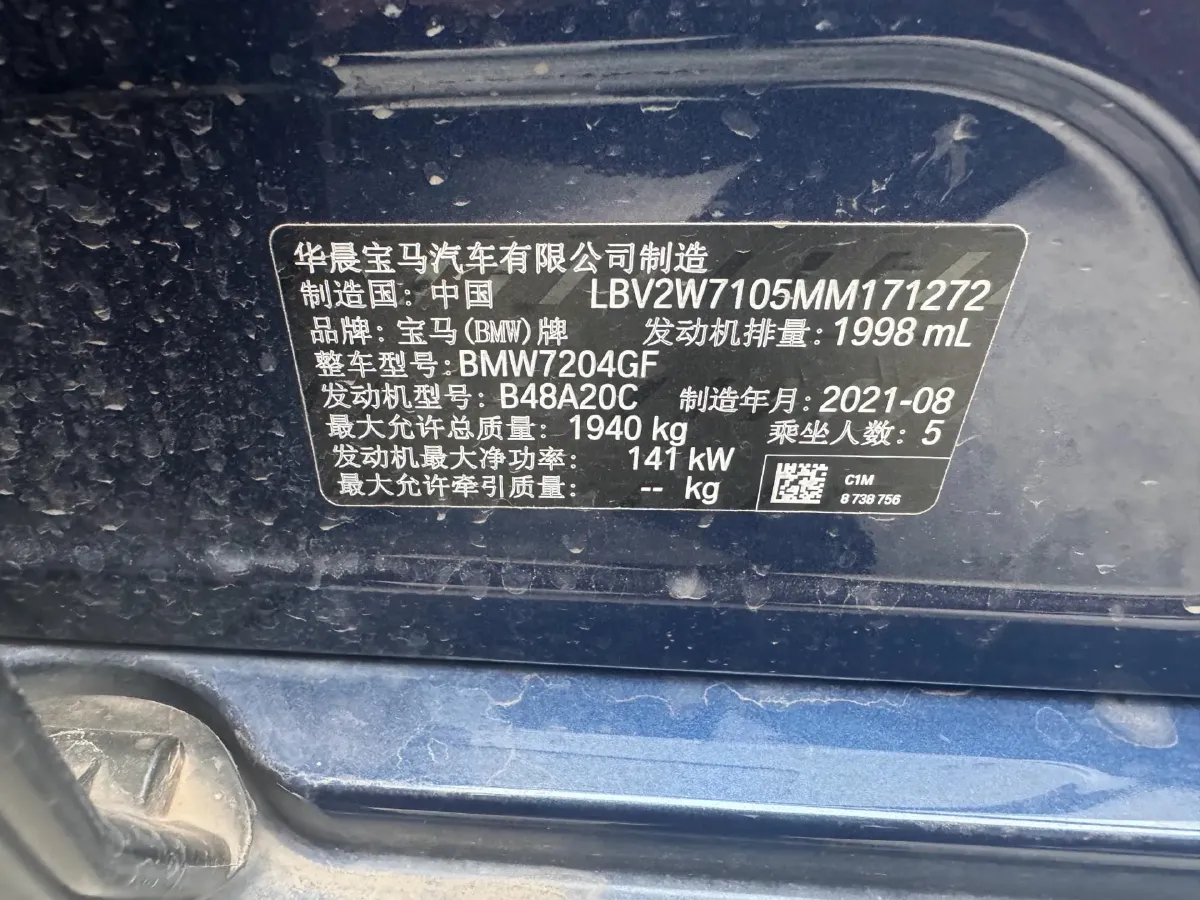 华晨宝马汽车有限公司制造
制造国：中国 LBV2W7105MM171272
品牌：宝马(BMW)牌 发动机排量：1998 mL
整车型号：BMW7204GF
发动机型号：B48A20C 制造年月：2021-08
最大允许总质量：1940 kg 乘坐人数：5
发动机最大净功率：141 kW
最大允许牵引质量：-- kg
C1M
8 738 756